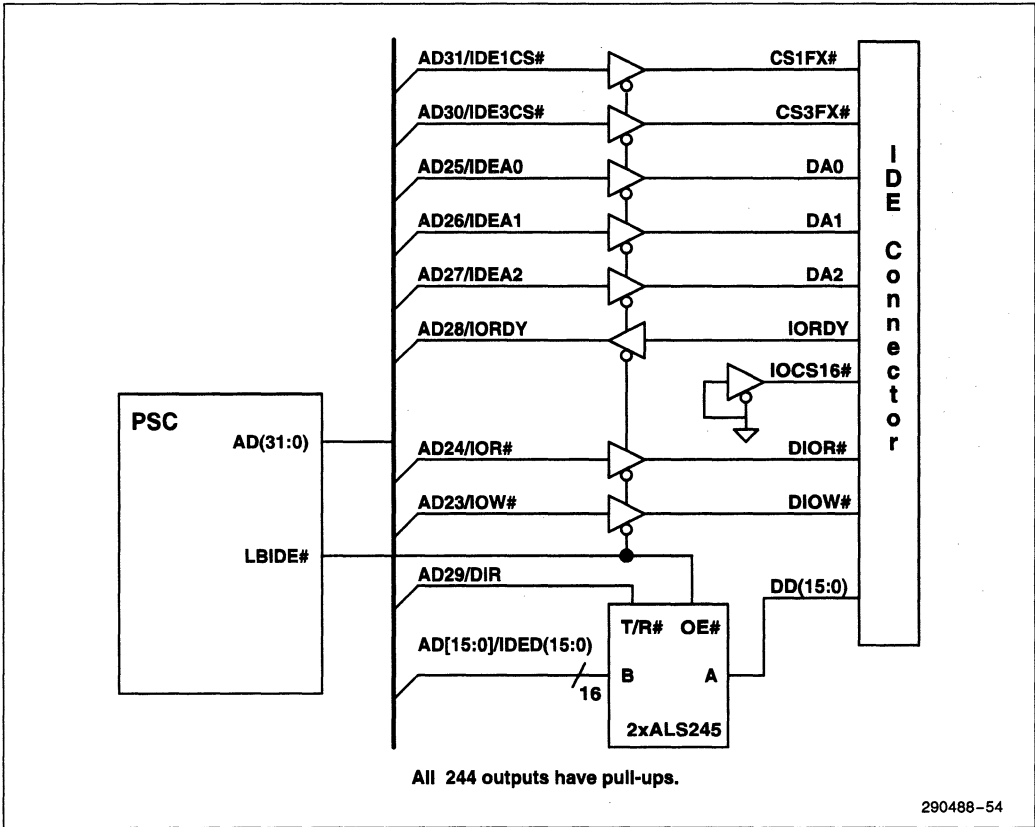 AD31/IDE1CS# CS1FX#
AD30/IDE3CS# CS3FX#
AD25/IDEA0 DA0
AD26/IDEA1 DA1
AD27/IDEA2 DA2
AD28/IORDY IORDY
IOCS16#
IDE Connector
PSC
AD(31:0)
AD24/IOR# DIOR#
AD23/IOW# DIOW#
LBIDE#
AD29/DIR
DD(15:0)
T/R# OE#
AD[15:0]/IDED(15:0)
16
B A
2xALS245
All 244 outputs have pull-ups.
290488-54